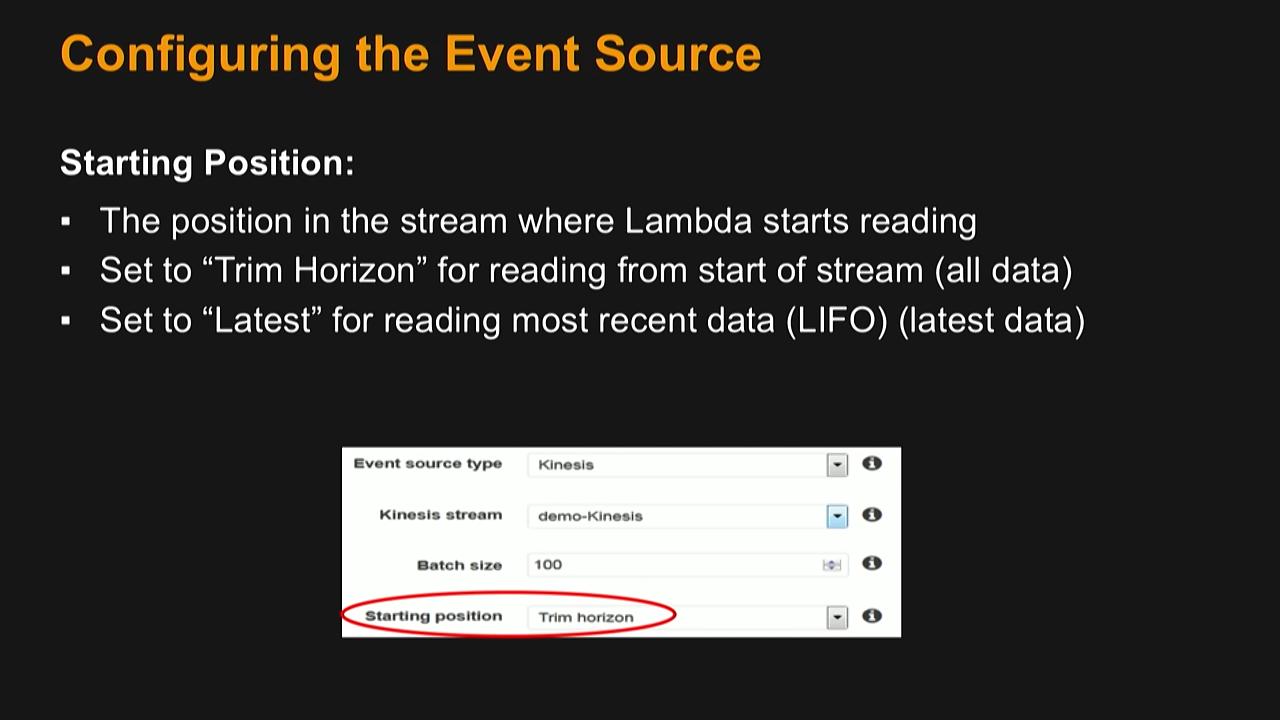 Configuring the Event Source
Starting Position:
▪ The position in the stream where Lambda starts reading
▪ Set to “Trim Horizon” for reading from start of stream (all data)
▪ Set to “Latest” for reading most recent data (LIFO) (latest data)
Event source type Kinesis
Kinesis stream demo-Kinesis
Batch size 100
Starting position Trim horizon